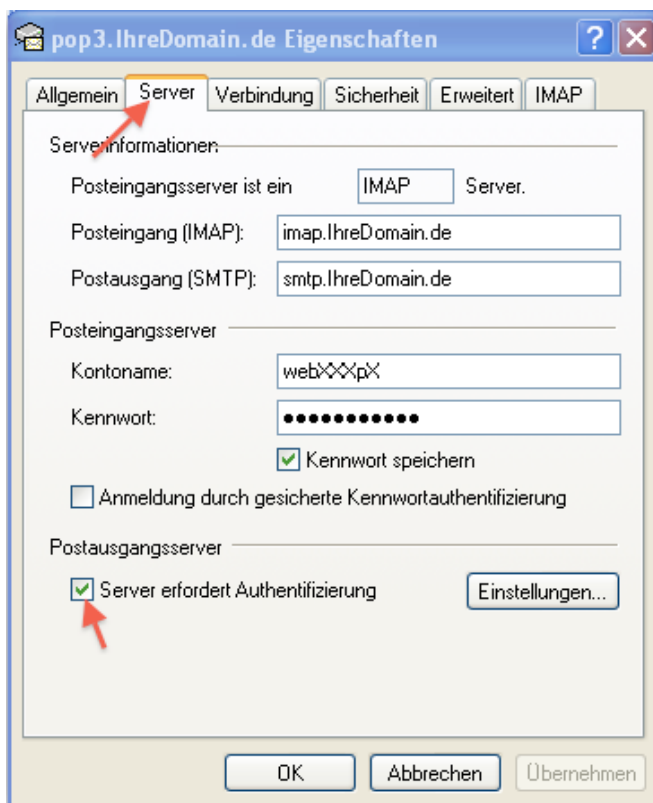 pop3.IhreDomain.de Eigenschaften
Allgemein Server Verbindung Sicherheit Erweitert IMAP
Serverinformationen
Posteingangsserver ist ein IMAP Server.
Posteingang (IMAP): imap.IhreDomain.de
Postausgang (SMTP): smtp.IhreDomain.de
Posteingangsserver
Kontoname: webXXXpX
Kennwort: ●●●●●●●●●●●
Kennwort speichern
Anmeldung durch gesicherte Kennwortauthentifizierung
Postausgangsserver
Server erfordert Authentifizierung Einstellungen...
OK Abbrechen Übernehmen